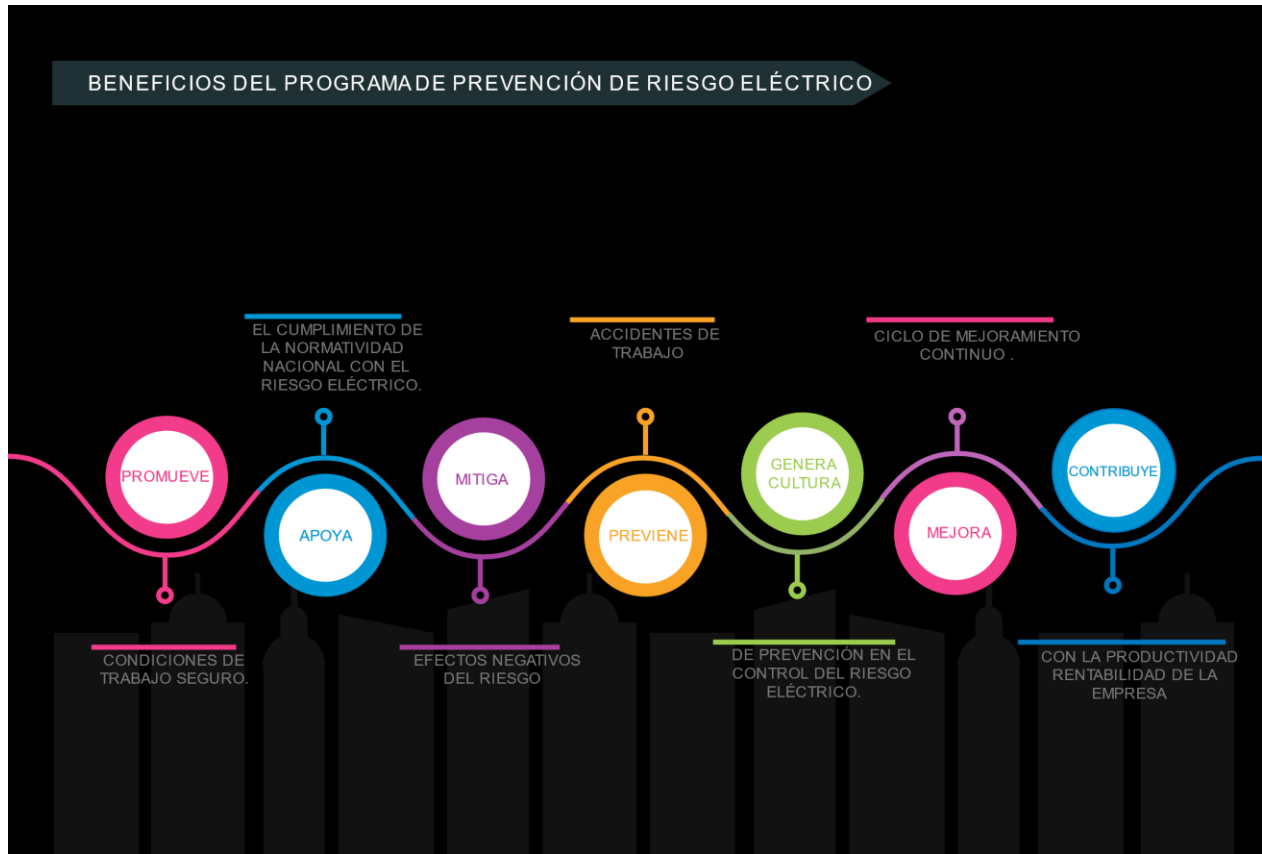 BENEFICIOS DEL PROGRAMA DE PREVENCIÓN DE RIESGO ELÉCTRICO
PROMUEVE
CONDICIONES DE
TRABAJO SEGURO.
EL CUMPLIMIENTO DE
LA NORMATIVIDAD
NACIONAL CON EL
RIESGO ELÉCTRICO.
APOYA
MITIGA
EFECTOS NEGATIVOS
DEL RIESGO
ACCIDENTES DE
TRABAJO
PREVIENE
GENERA
CULTURA
DE PREVENCIÓN EN EL
CONTROL DEL RIESGO
ELÉCTRICO.
CICLO DE MEJORAMIENTO
CONTINUO .
MEJORA
CONTRIBUYE
CON LA PRODUCTIVIDAD
RENTABILIDAD DE LA
EMPRESA